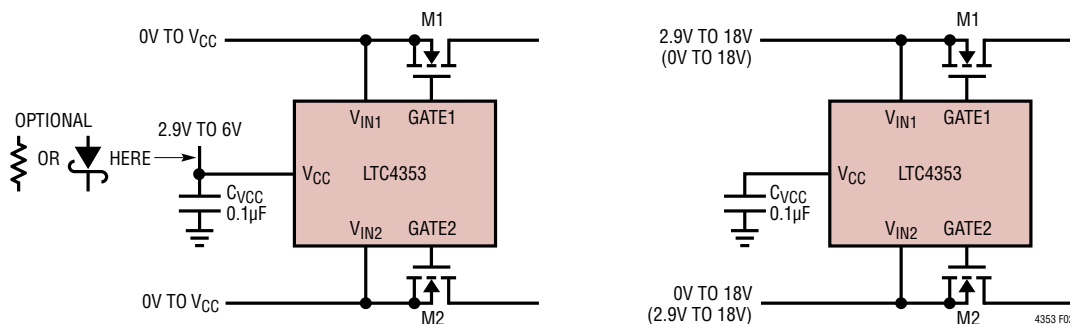 M1
0V TO VCC
VIN1 GATE1
OPTIONAL
OR
HERE
2.9V TO 6V
VCC
LTC4353
CVCC
0.1µF
VIN2 GATE2
0V TO VCC
M2
M1
2.9V TO 18V
(0V TO 18V)
VIN1 GATE1
VCC
LTC4353
CVCC
0.1µF
VIN2 GATE2
0V TO 18V
(2.9V TO 18V)
M2